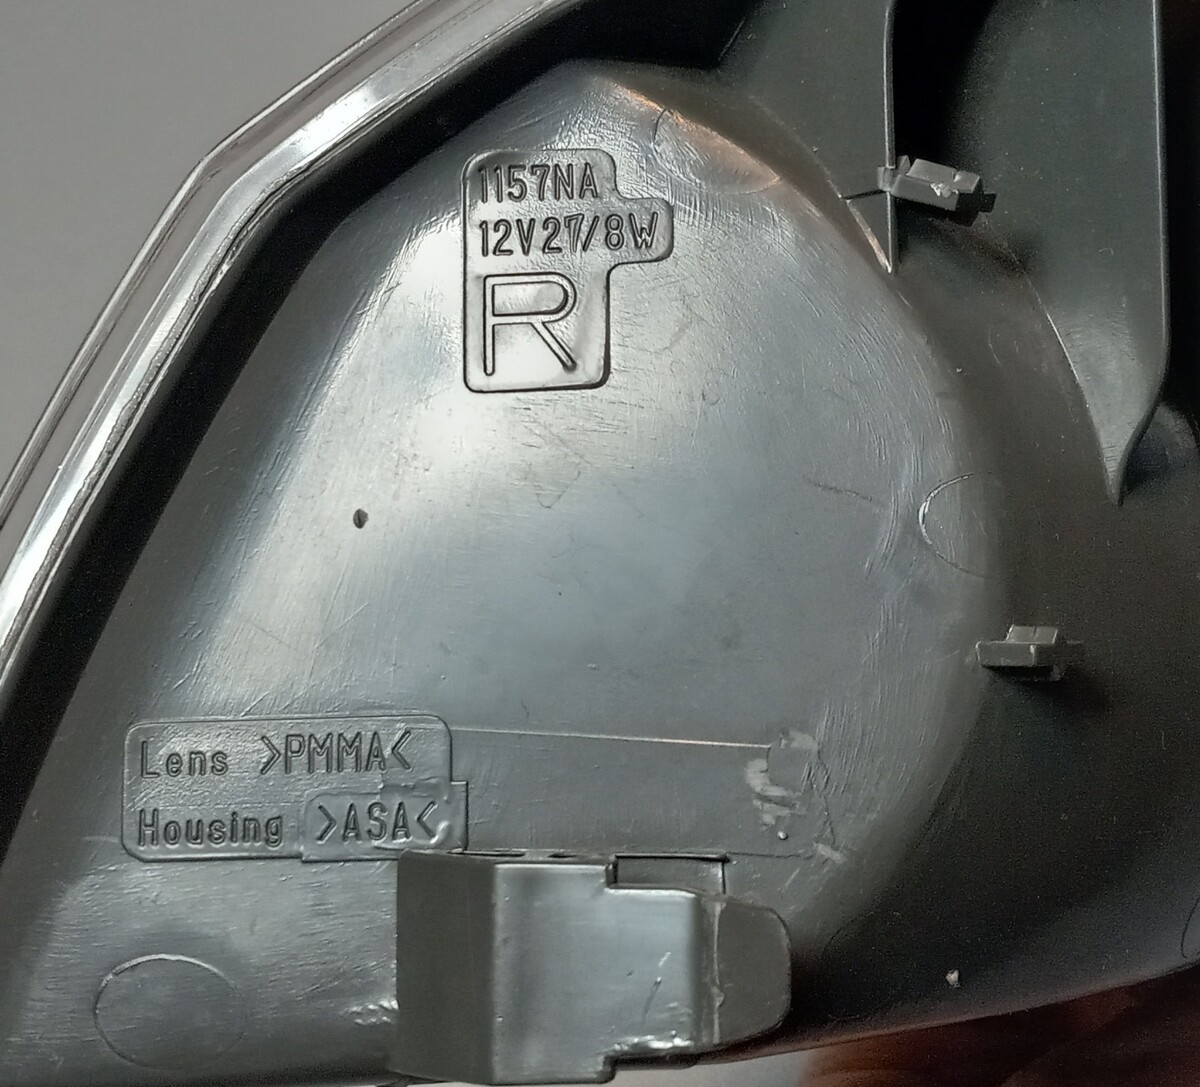 1157NA
12V27/8W
R
Lens >PMMA<
Housing >ASA<